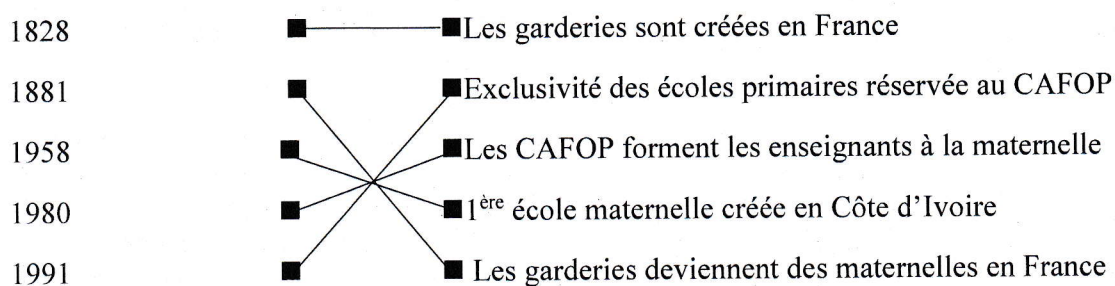 1828 Les garderies sont créées en France
1881 Exclusivité des écoles primaires réservée au CAFOP
1958 Les CAFOP forment les enseignants à la maternelle
1980 1ère école maternelle créée en Côte d'Ivoire
1991 Les garderies deviennent des maternelles en France